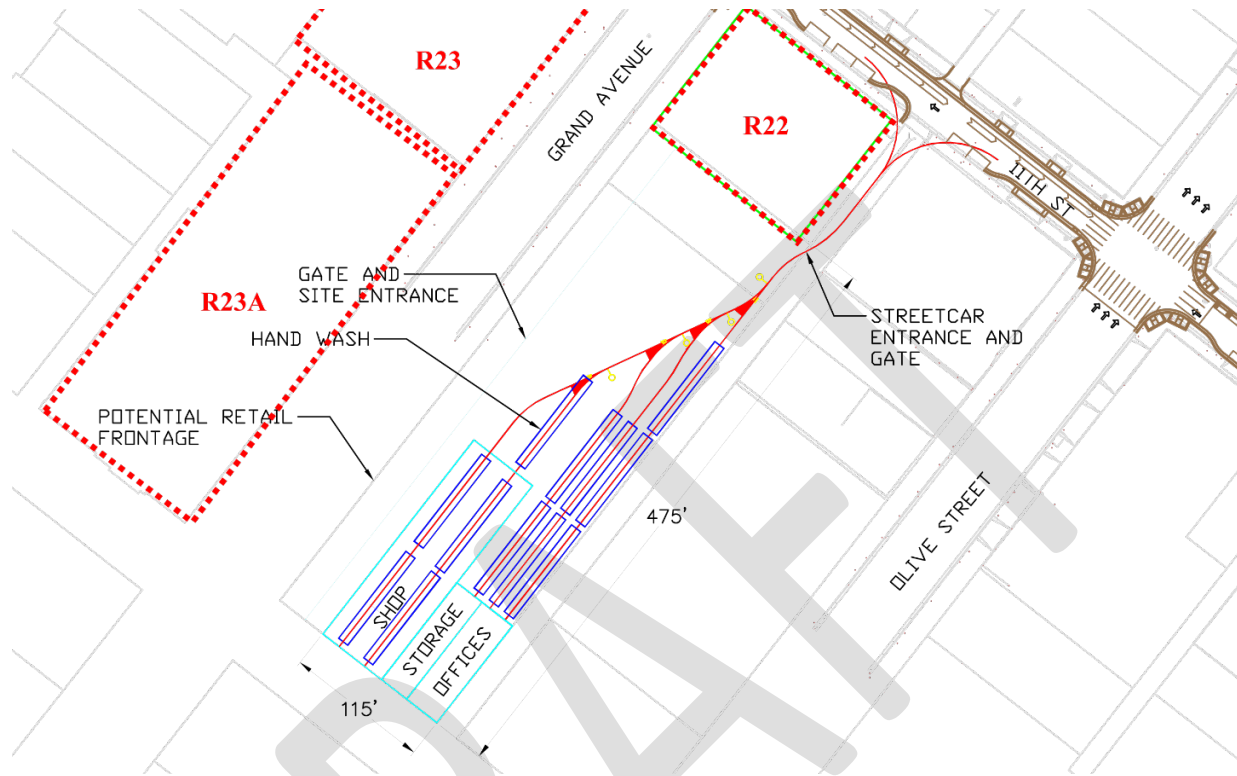 R23
GRAND AVENUE
R22
11TH ST
R23A
GATE AND
SITE ENTRANCE
HAND WASH
STREETCAR
ENTRANCE AND
GATE
POTENTIAL RETAIL
FRONTAGE
475'
OLIVE STREET
SHOP
STORAGE
OFFICES
115'
DRAFT